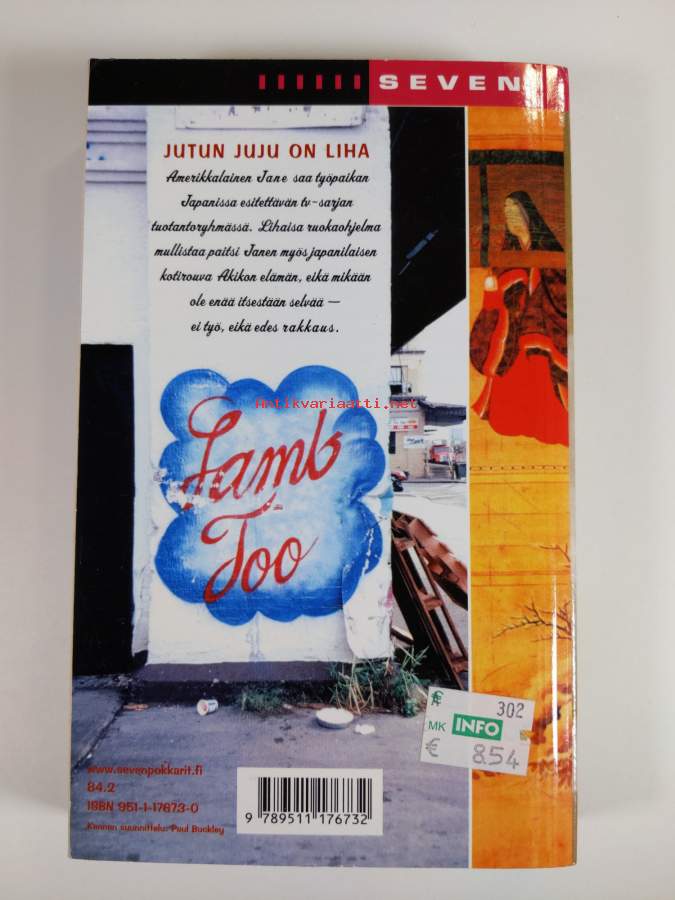 SEVEN
JUTUN JUJU ON LIHA
Amerikkalainen Jane saa työpaikan
Japanissa esitettävän tv-sarjan
tuotantoryhmässä. Lihaisa ruokaohjelma
mullistaa paitsi Janen myös japanilaisen
kotirouva Akikon elämän, eikä mikään
ole enää itsestään selvää —
ei työ, eikä edes rakkaus.
Antikvariaatti.net
Lamb
Too
302
MK INFO
€ 8.54
www.sevenpokkarit.fi
84.2
ISBN 951-1-17673-0
Kannen suunnittelu: Paul Buckley
9 789511 176732